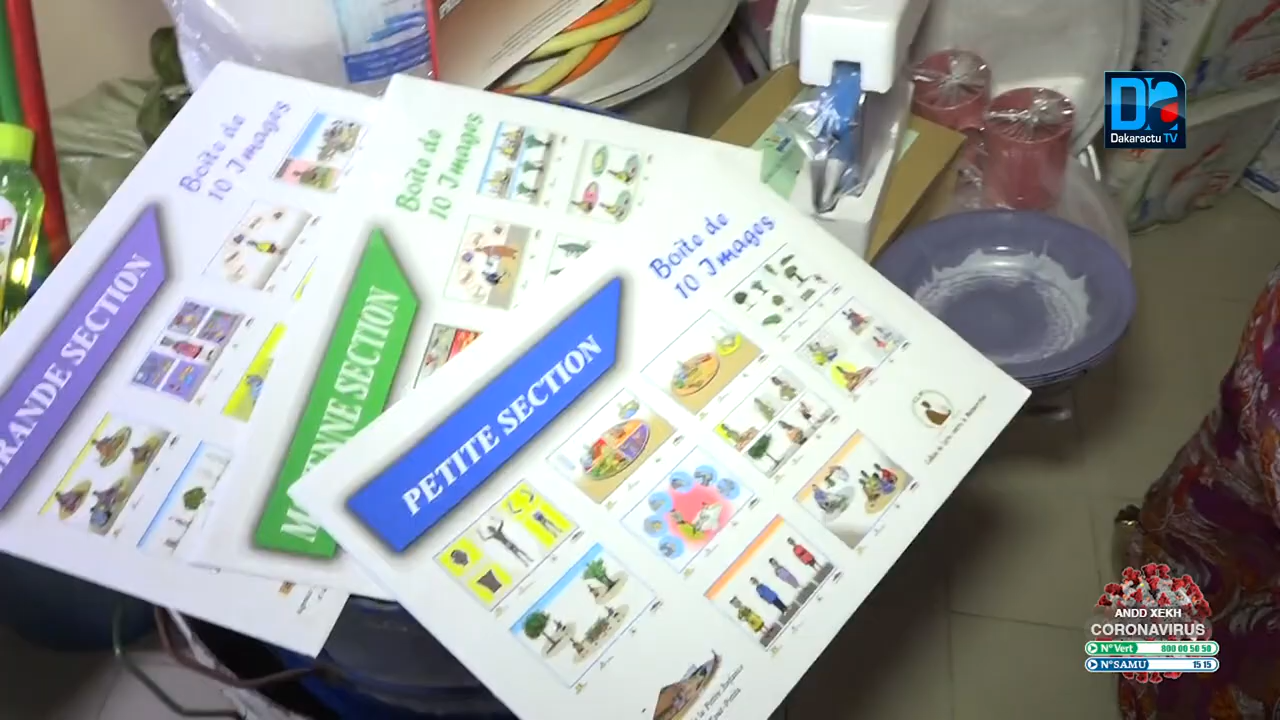 Boîte de
10 Images
GRANDE SECTION
Boîte de
10 Images
MOYENNE SECTION
Boîte de
10 Images
PETITE SECTION
Dakaractu TV
ANDD XEKH
CORONAVIRUS
N°Vert 800 00 50 50
N°SAMU 15 15